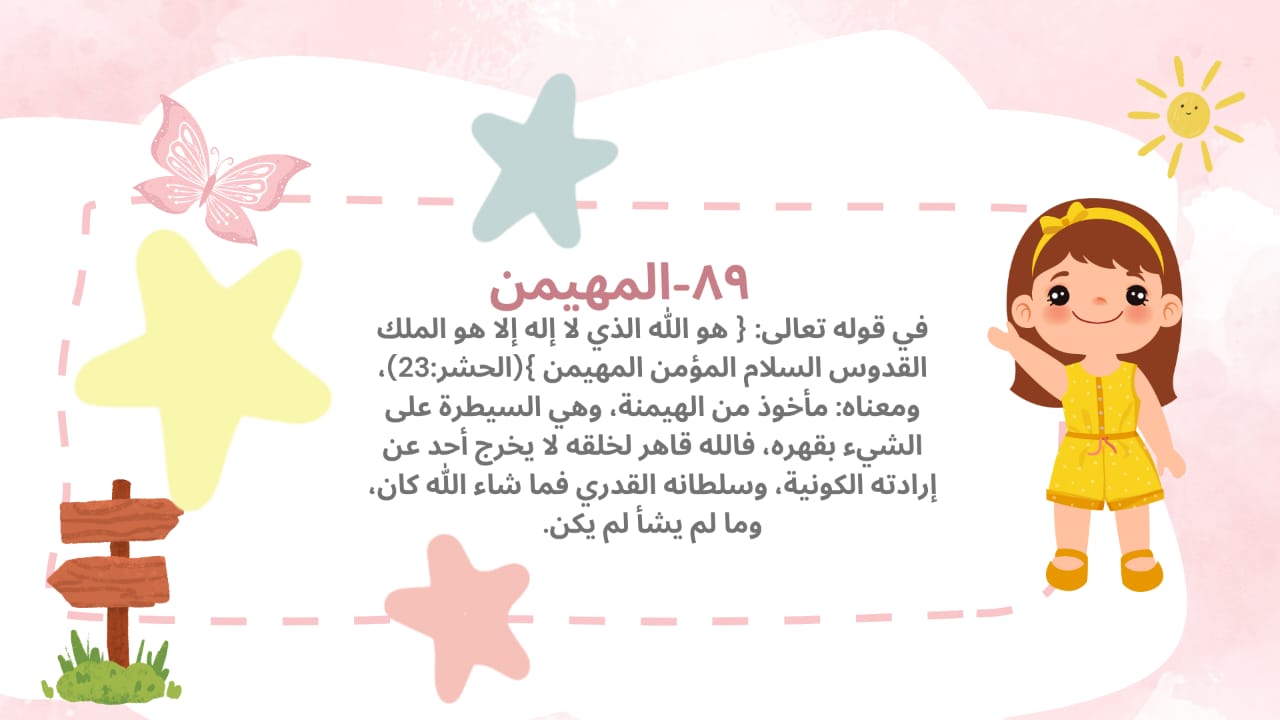 ٨٩-المهيمن
في قوله تعالى: { هو الله الذي لا إله إلا هو الملك
القدوس السلام المؤمن المهيمن }(الحشر:23)،
ومعناه: مأخوذ من الهيمنة، وهي السيطرة على
الشيء بقهره، فالله قاهر لخلقه لا يخرج أحد عن
إرادته الكونية، وسلطانه القدري فما شاء الله كان،
وما لم يشأ لم يكن.